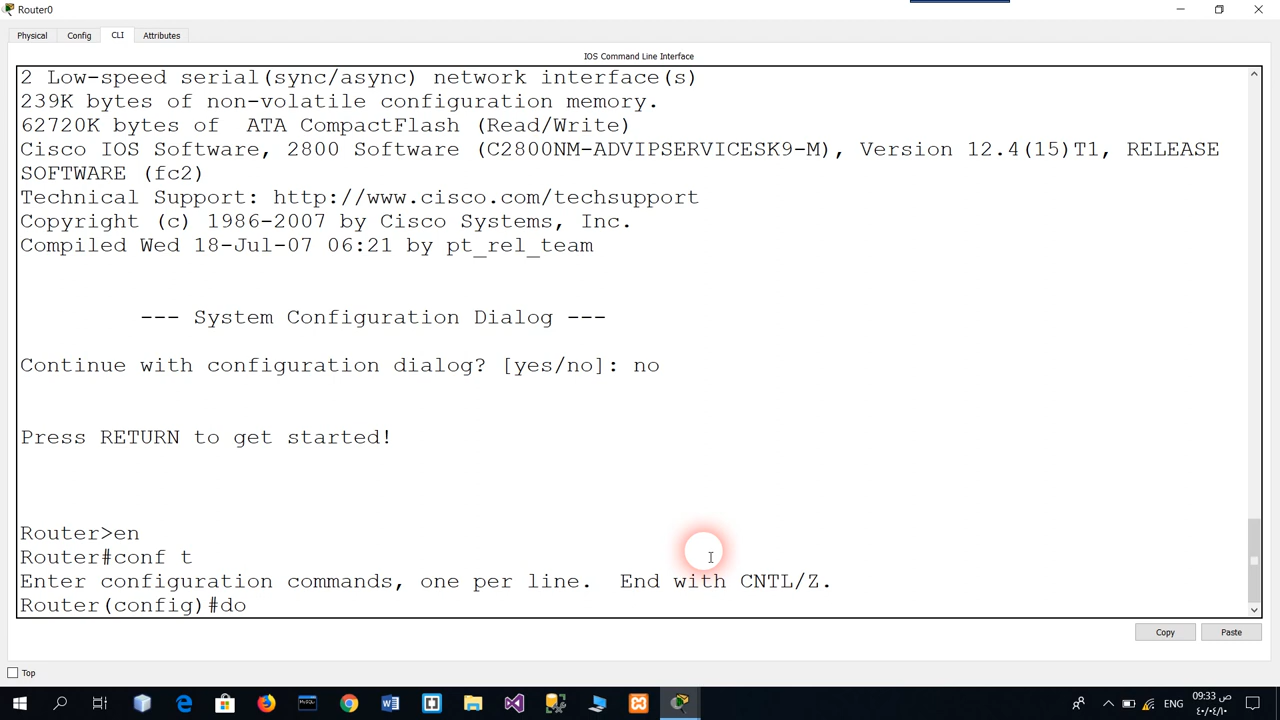 Router0
Physical
Config
CLI
Attributes
IOS Command Line Interface
2 Low-speed serial(sync/async) network interface(s)
239K bytes of non-volatile configuration memory.
62720K bytes of  ATA CompactFlash (Read/Write)
Cisco IOS Software, 2800 Software (C2800NM-ADVIPSERVICESK9-M), Version 12.4(15)T1, RELEASE
SOFTWARE (fc2)
Technical Support: http://www.cisco.com/techsupport
Copyright (c) 1986-2007 by Cisco Systems, Inc.
Compiled Wed 18-Jul-07 06:21 by pt_rel_team
--- System Configuration Dialog ---
Continue with configuration dialog? [yes/no]: no
Press RETURN to get started!
Router>en
Router#conf t
Enter configuration commands, one per line.  End with CNTL/Z.
Router(config)#do
Copy
Paste
Top
MySQL
ENG
09:33 ص